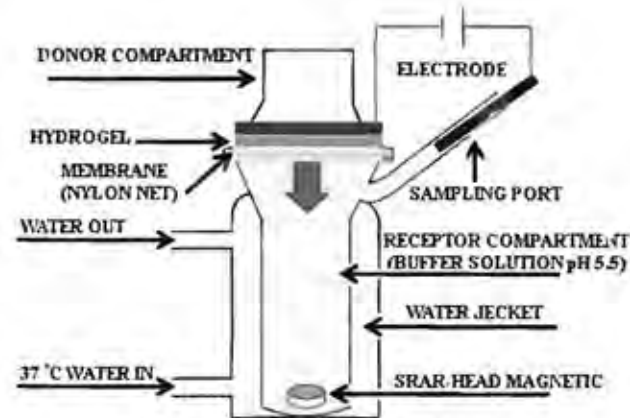 DONOR COMPARTMENT
ELECTRODE
HYDROGEL
MEMBRANE
(NYLON NET)
SAMPLING PORT
WATER OUT
RECEPTOR COMPARTMENT
(BUFFER SOLUTION pH 5.5)
WATER JECKET
37 °C WATER IN
SRAR-HEAD MAGNETIC